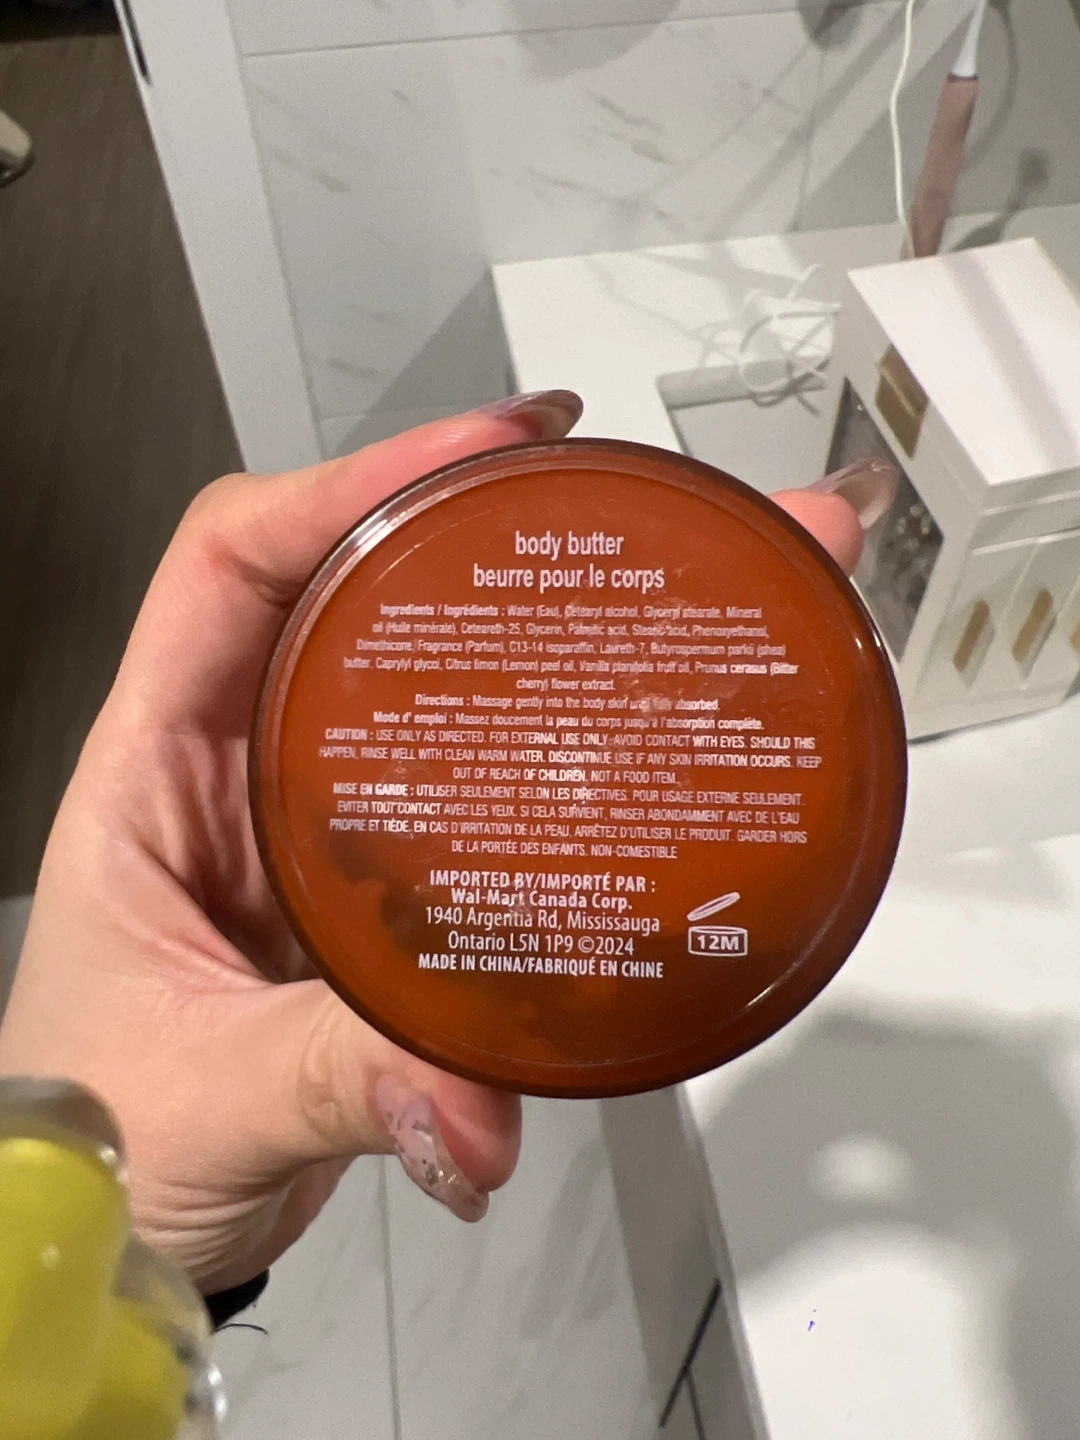 body butter
beurre pour le corps
Ingredients / Ingrédients : Water (Eau), Cetearyl alcohol, Glyceryl stearate, Mineral
oil (Huile minérale), Ceteareth-25, Glycerin, Palmitic acid, Stearic acid, Phenoxyethanol,
Dimethicone, Fragrance (Parfum), C13-14 isoparaffin, Laureth-7, Butyrospermum parkii (shea)
butter, Caprylyl glycol, Citrus limon (Lemon) peel oil, Vanilla planifolia fruit oil, Prunus cerasus (Bitter
cherry) flower extract.
Directions : Massage gently into the body skin until fully absorbed.
Mode d' emploi : Massez doucement la peau du corps jusqu'à l'absorption complète.
CAUTION : USE ONLY AS DIRECTED. FOR EXTERNAL USE ONLY. AVOID CONTACT WITH EYES. SHOULD THIS
HAPPEN, RINSE WELL WITH CLEAN WARM WATER. DISCONTINUE USE IF ANY SKIN IRRITATION OCCURS. KEEP
OUT OF REACH OF CHILDREN. NOT A FOOD ITEM.
MISE EN GARDE : UTILISER SEULEMENT SELON LES DIRECTIVES. POUR USAGE EXTERNE SEULEMENT.
EVITER TOUT CONTACT AVEC LES YEUX. SI CELA SURVIENT, RINSER ABONDAMMENT AVEC DE L'EAU
PROPRE ET TIÈDE. EN CAS D'IRRITATION DE LA PEAU, ARRÊTEZ D'UTILISER LE PRODUIT. GARDER HORS
DE LA PORTÉE DES ENFANTS. NON-COMESTIBLE
IMPORTED BY/IMPORTÉ PAR :
Wal-Mart Canada Corp.
1940 Argentia Rd, Mississauga
Ontario L5N 1P9 ©2024
MADE IN CHINA/FABRIQUÉ EN CHINE
12M